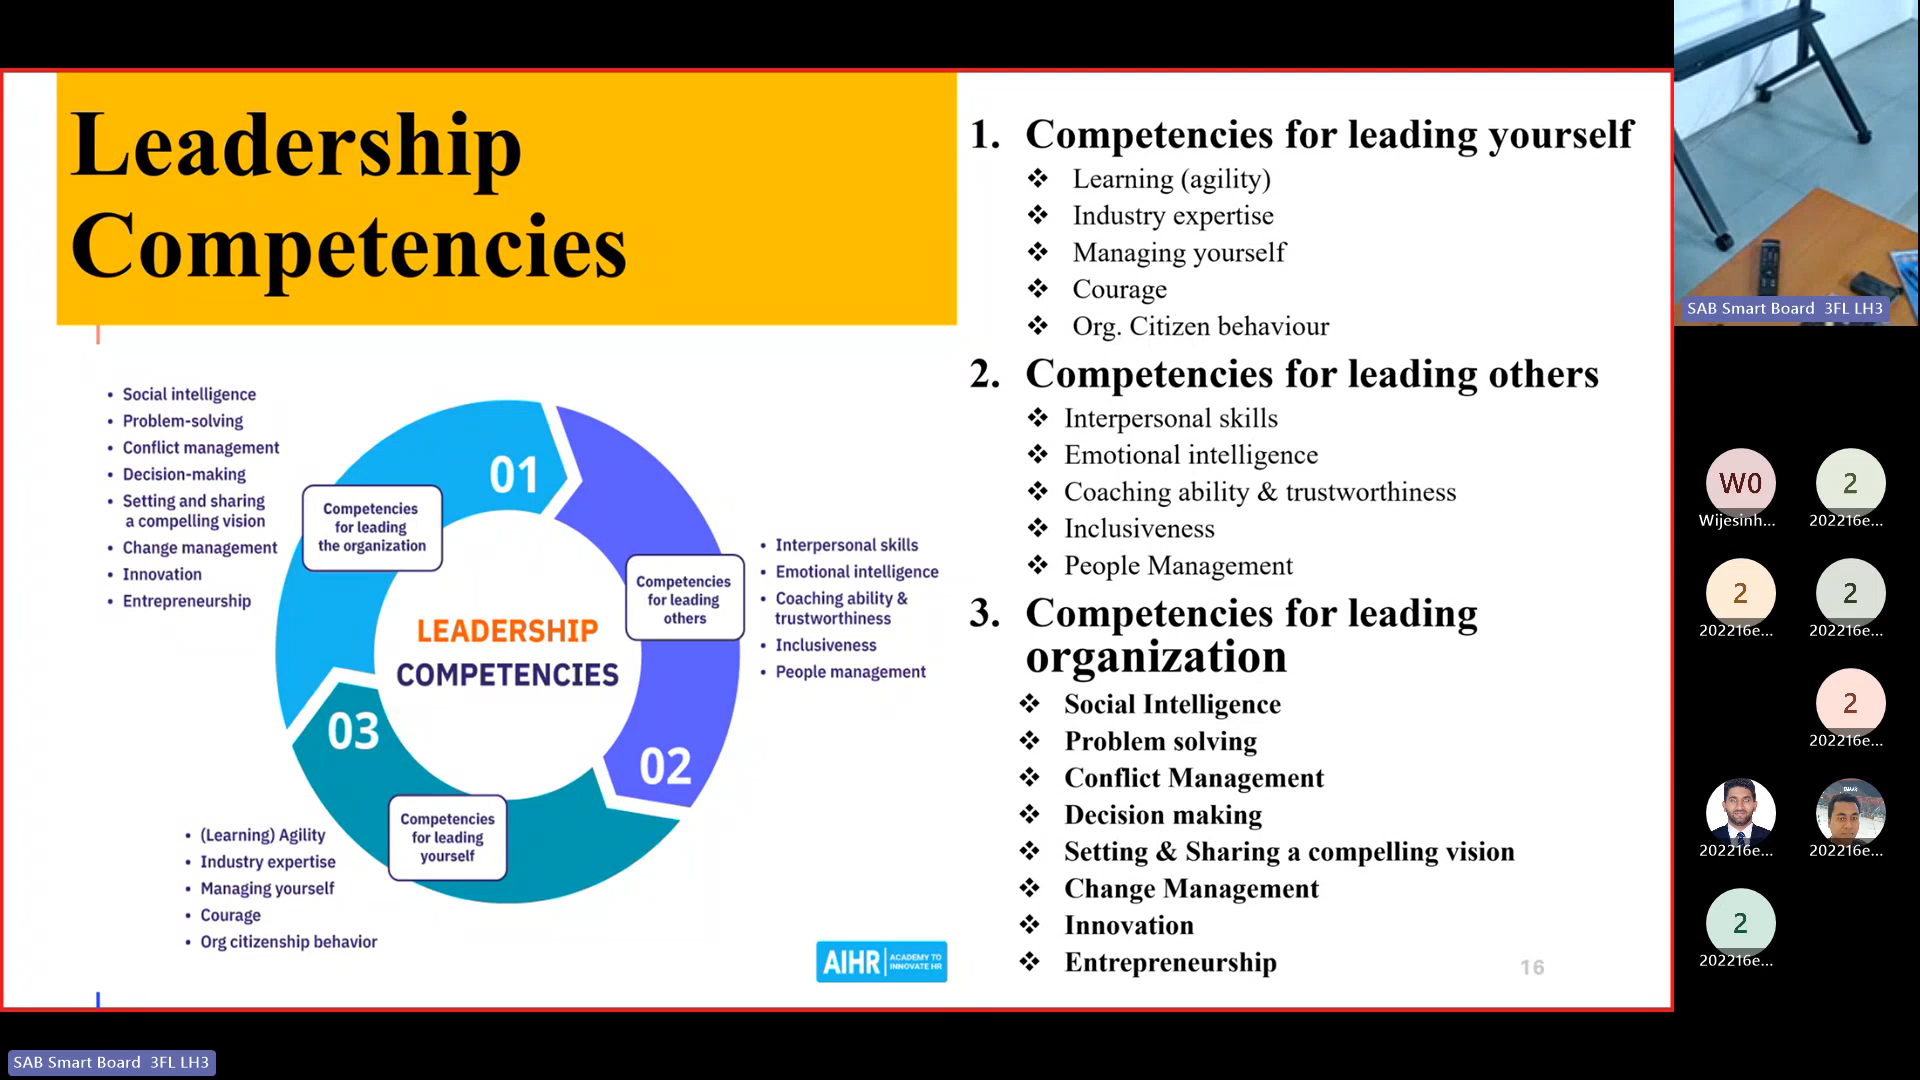 Leadership
Competencies
• Social intelligence
• Problem-solving
• Conflict management
• Decision-making
• Setting and sharing
a compelling vision
• Change management
• Innovation
• Entrepreneurship
01
Competencies
for leading
the organization
Competencies
for leading
others
• Interpersonal skills
• Emotional intelligence
• Coaching ability &
trustworthiness
• Inclusiveness
• People management
LEADERSHIP
COMPETENCIES
03
02
Competencies
for leading
yourself
• (Learning) Agility
• Industry expertise
• Managing yourself
• Courage
• Org citizenship behavior
AIHR
ACADEMY TO
INNOVATE HR
1. Competencies for leading yourself
❖ Learning (agility)
❖ Industry expertise
❖ Managing yourself
❖ Courage
❖ Org. Citizen behaviour
2. Competencies for leading others
❖ Interpersonal skills
❖ Emotional intelligence
❖ Coaching ability & trustworthiness
❖ Inclusiveness
❖ People Management
3. Competencies for leading
organization
❖ Social Intelligence
❖ Problem solving
❖ Conflict Management
❖ Decision making
❖ Setting & Sharing a compelling vision
❖ Change Management
❖ Innovation
❖ Entrepreneurship
16
SAB Smart Board 3FL LH3
SAB Smart Board 3FL LH3
W0
Wijesinh...
2
202216e...
2
202216e...
2
202216e...
2
202216e...
202216e...
202216e...
2
202216e...